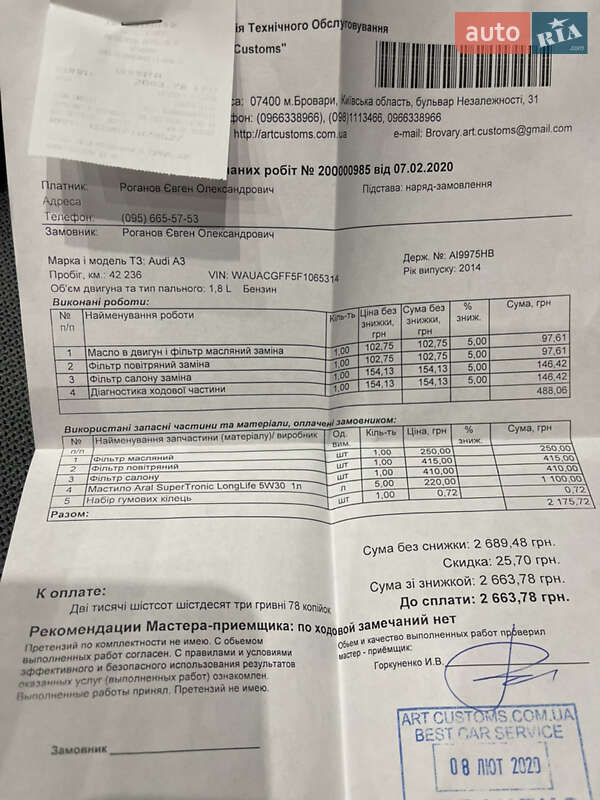 auto RIA.com
ія Технічного Обслуговування
Customs"
са: 07400 м.Бровари, Київська область, бульвар Незалежності, 31
фон: (0966338966), (098)1113466, 0966338966
http://artcustoms.com.ua e-mail: Brovary.art.customs@gmail.com
аних робіт № 200000985 від 07.02.2020
Платник: Роганов Євген Олександрович Підстава: наряд-замовлення
Адреса
Телефон: (095) 665-57-53
Замовник: Роганов Євген Олександрович
Марка і модель ТЗ: Audi A3 Держ. №: AI9975HB
Пробіг, км.: 42 236 VIN: WAUACGFF5F1065314 Рік випуску: 2014
Об'єм двигуна та тип пального: 1,8 L Бензин
Виконані роботи:
№ п/п Найменування роботи Кіль-ть Ціна без знижки, грн Сума без знижки, грн % зниж. Сума, грн
1 Масло в двигун і фільтр масляний заміна 1,00 102,75 102,75 5,00 97,61
2 Фільтр повітряний заміна 1,00 102,75 102,75 5,00 97,61
3 Фільтр салону заміна 1,00 154,13 154,13 5,00 146,42
4 Діагностика ходової частини 1,00 154,13 154,13 5,00 146,42
488,06
Використані запасні частини та матеріали, оплачені замовником:
№ п/п Найменування запчастини (матеріалу)/ виробник Од. вим. Кіль-ть Ціна, грн % зниж. Сума, грн
1 Фільтр масляний шт 1,00 250,00 250,00
2 Фільтр повітряний шт 1,00 415,00 415,00
3 Фільтр салону шт 1,00 410,00 410,00
4 Мастило Aral SuperTronic LongLife 5W30 1л л 5,00 220,00 1 100,00
5 Набір гумових кілець шт 1,00 0,72 0,72
Разом: 2 175,72
Сума без знижки: 2 689,48 грн.
Скидка: 25,70 грн.
Сума зі знижкой: 2 663,78 грн.
До сплати: 2 663,78 грн.
К оплате:
Дві тисячі шістсот шістдесят три гривні 78 копійок
Рекомендации Мастера-приемщика: по ходовой замечаний нет
Претензий по комплектности не имею. С обьемом
выполненных работ согласен. С правилами и условиями
эффективного и безопасного использования результатов
оказанных услуг (выполненных работ) ознакомлен.
Выполненные работы принял. Претензий не имею.
Обьем и качество выполненных работ проверил
мастер - приёмщик:
Горкуненко И.В.
Замовник
ART CUSTOMS.COM.UA
BEST CAR SERVICE
08 ЛЮТ 2020